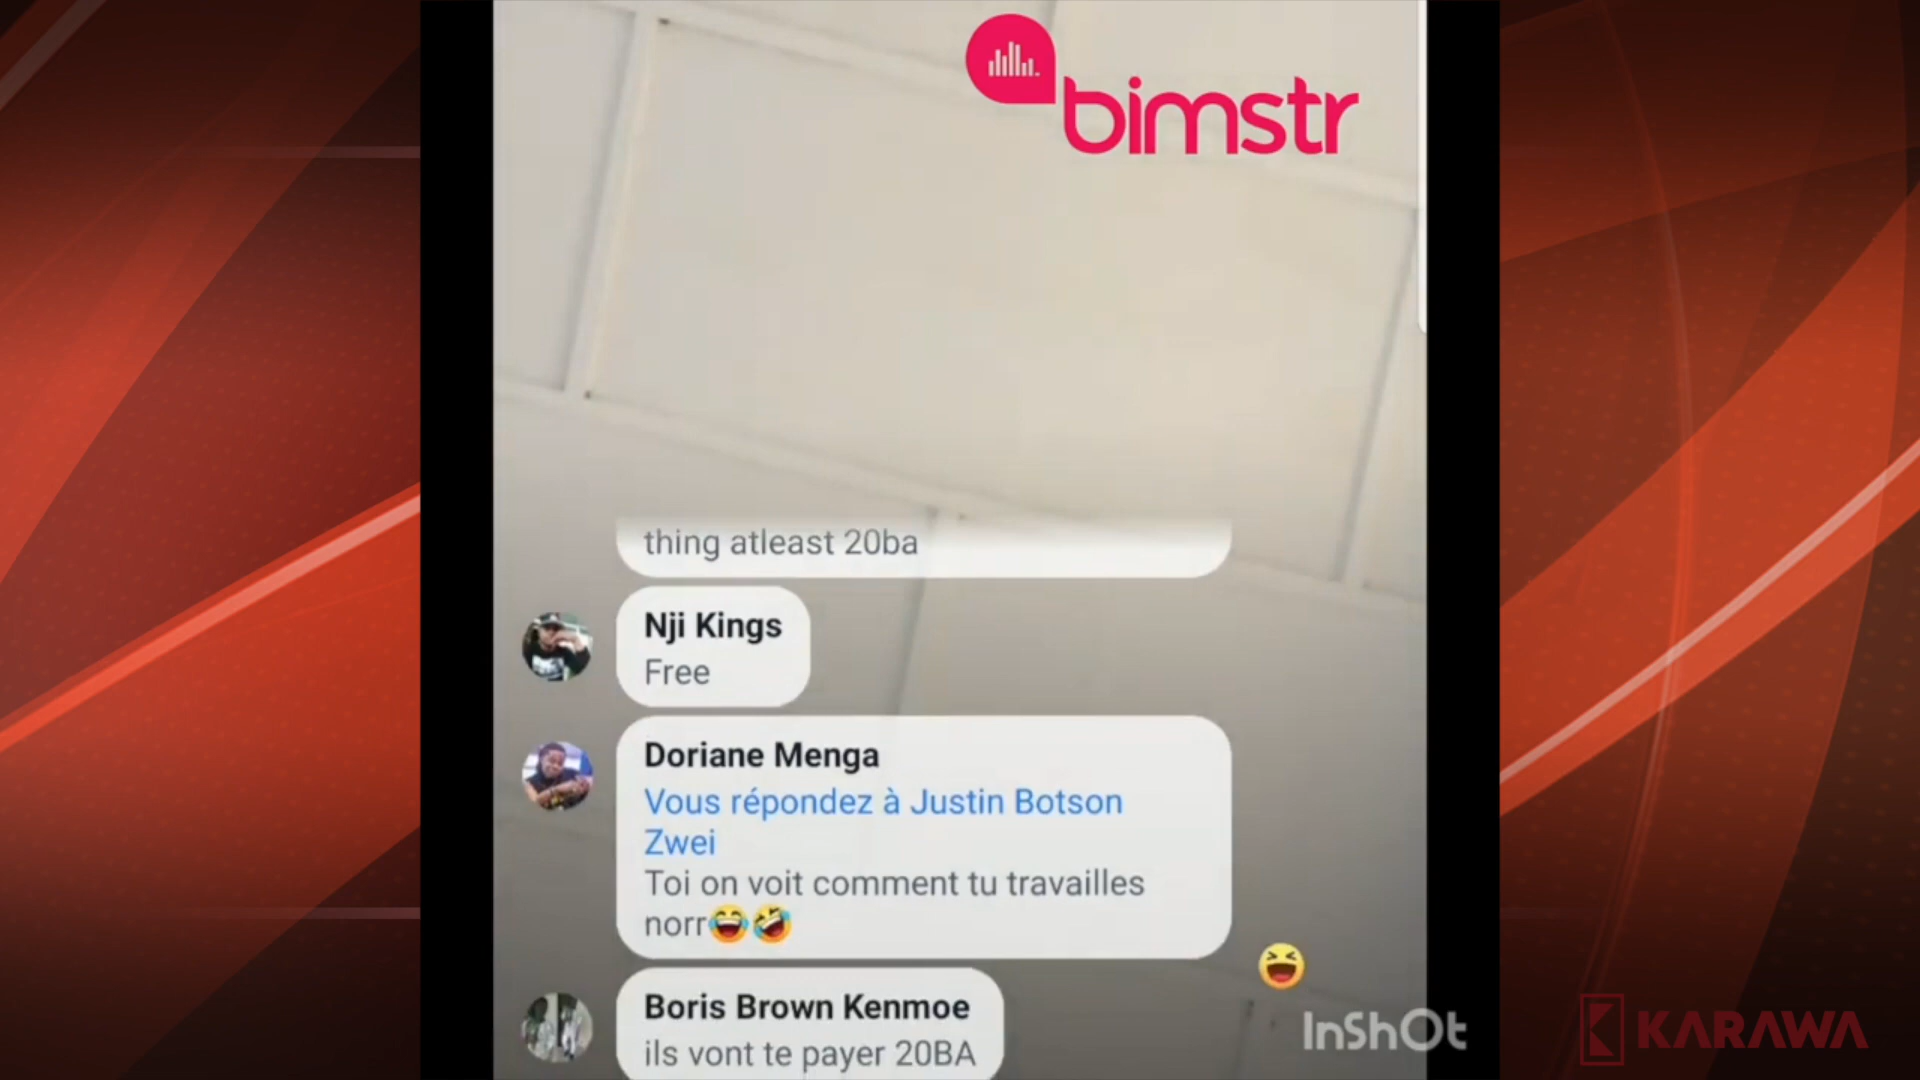 bimstr
thing atleast 20ba
Nji Kings
Free
Doriane Menga
Vous répondez à Justin Botson
Zwei
Toi on voit comment tu travailles
norr😂🤣
Boris Brown Kenmoe
ils vont te payer 20BA
InShOt
KARAWA